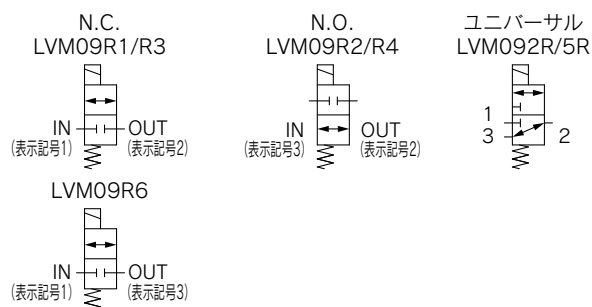 N.C.
LVM09R1/R3
IN
OUT
(表示記号1)
(表示記号2)
N.O.
LVM09R2/R4
IN
OUT
(表示記号3)
(表示記号2)
ユニバーサル
LVM092R/5R
1
3
2
LVM09R6
IN
OUT
(表示記号1)
(表示記号3)